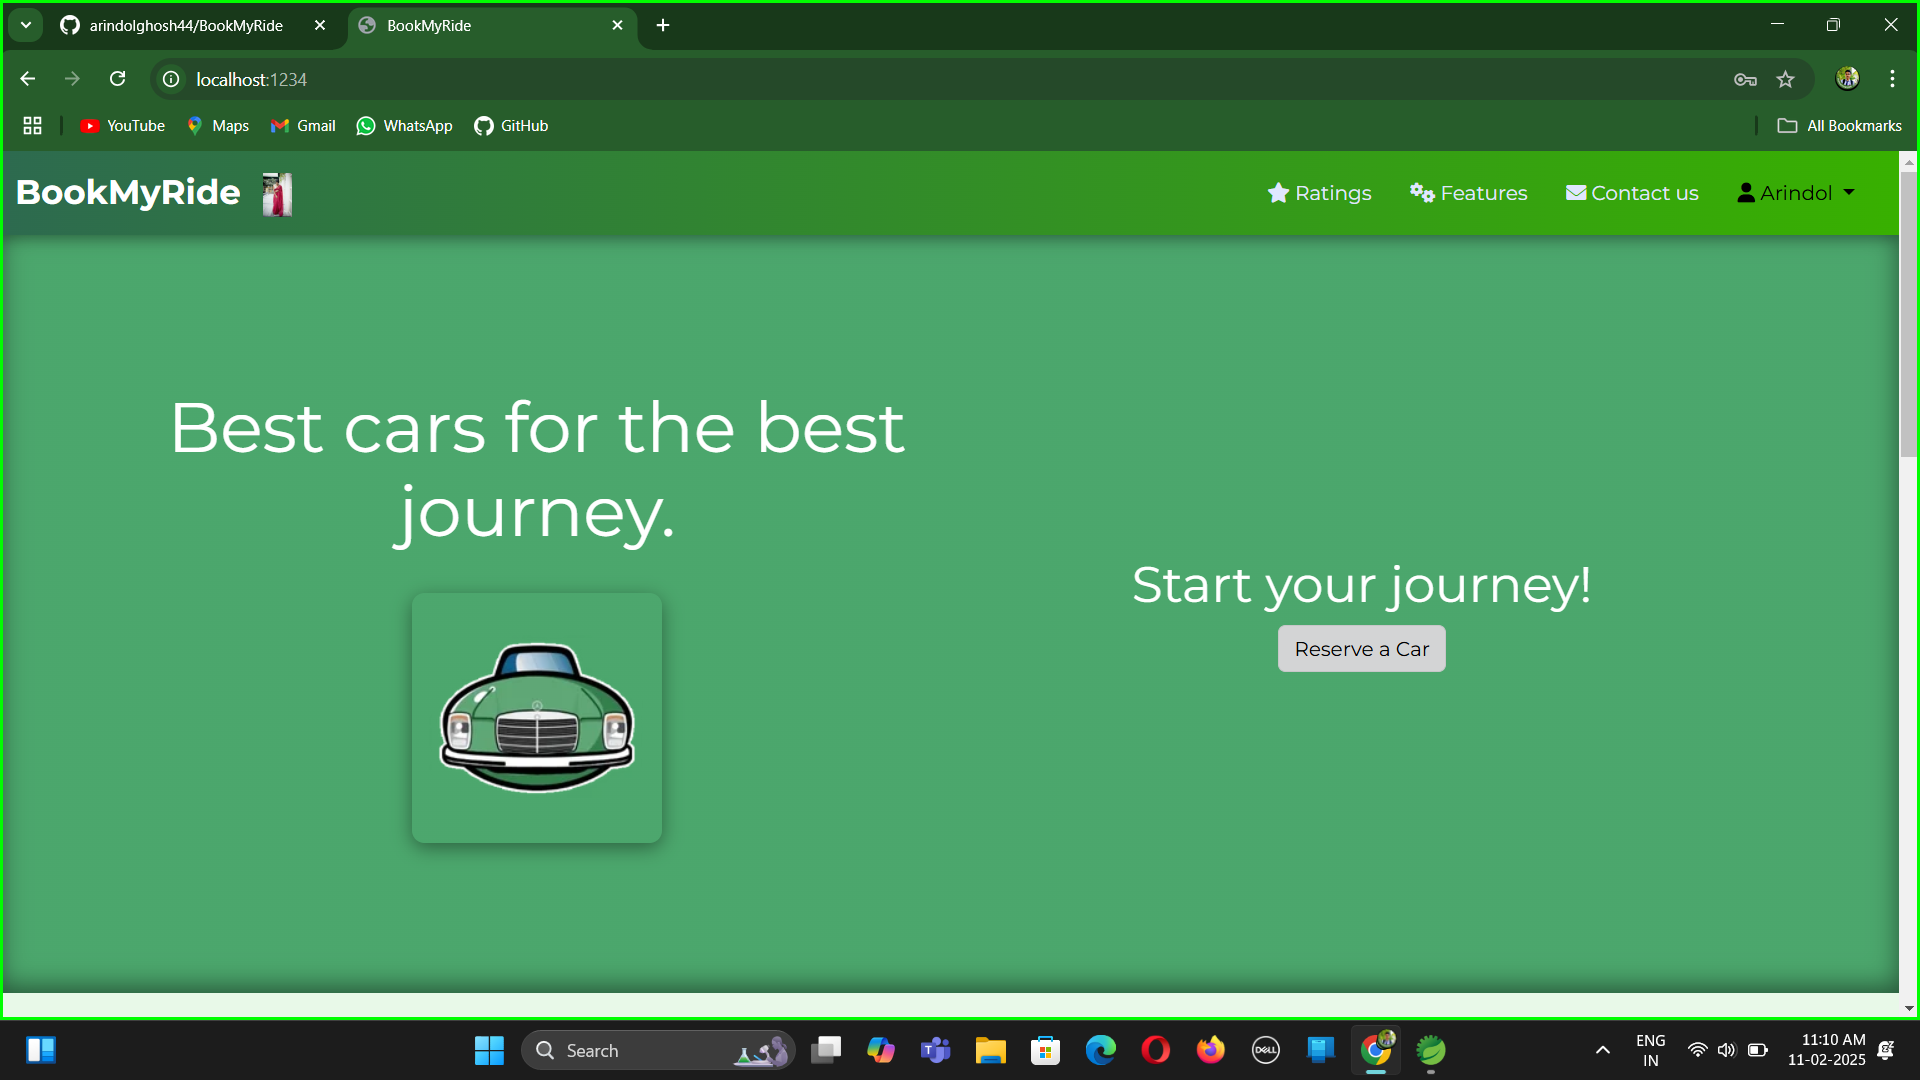 arindolghosh44/BookMyRide
BookMyRide
localhost:1234
YouTube
Maps
Gmail
WhatsApp
GitHub
All Bookmarks
BookMyRide
Ratings
Features
Contact us
Arindol
Best cars for the best
journey.
Start your journey!
Reserve a Car
Search
DELL
ENG
IN
11:10 AM
11-02-2025